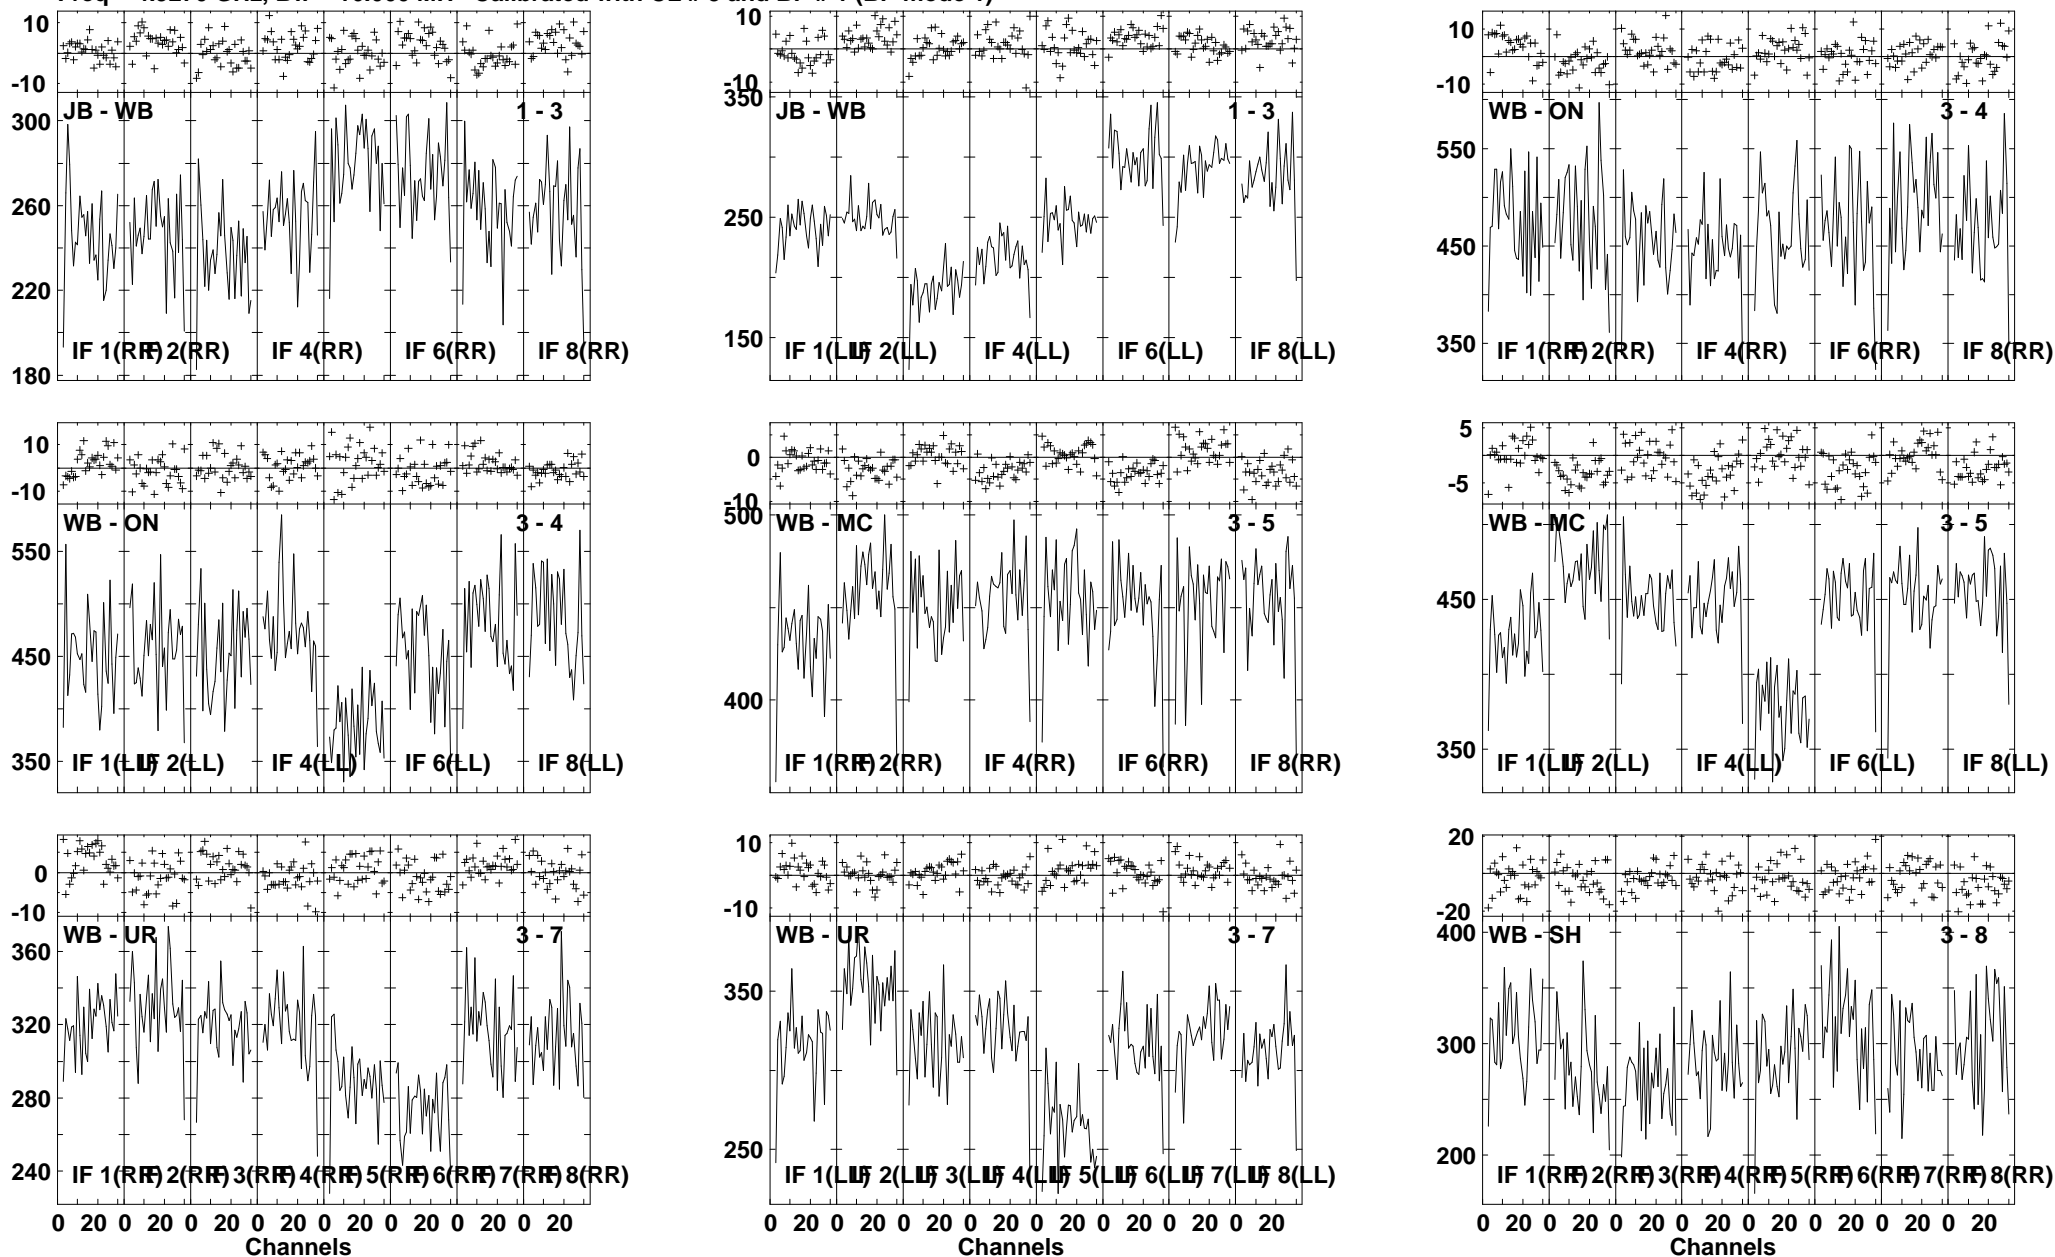 10
-10
JB - WB
1 - 3
300
260
220
180
IF 1(RR)
IF 2(RR)
IF 4(RR)
IF 6(RR)
IF 8(RR)
10
-10
350
JB - WB
1 - 3
250
150
IF 1(LL)
IF 2(LL)
IF 4(LL)
IF 6(LL)
IF 8(LL)
10
-10
WB - ON
3 - 4
550
450
350
IF 1(RR)
IF 2(RR)
IF 4(RR)
IF 6(RR)
IF 8(RR)
10
-10
WB - ON
3 - 4
550
450
350
IF 1(LL)
IF 2(LL)
IF 4(LL)
IF 6(LL)
IF 8(LL)
0
-10
500
WB - MC
3 - 5
400
IF 1(RR)
IF 2(RR)
IF 4(RR)
IF 6(RR)
IF 8(RR)
5
-5
WB - MC
3 - 5
450
350
IF 1(LL)
IF 2(LL)
IF 4(LL)
IF 6(LL)
IF 8(LL)
0
-10
WB - UR
3 - 7
360
320
280
240
IF 1(RR)
IF 2(RR)
IF 3(RR)
IF 4(RR)
IF 5(RR)
IF 6(RR)
IF 7(RR)
IF 8(RR)
0 20 0 20 0 20 0 20 0 20 0 20 0 20 0 20
Channels
10
-10
WB - UR
3 - 7
350
250
IF 1(LL)
IF 2(LL)
IF 3(LL)
IF 4(LL)
IF 5(LL)
IF 6(LL)
IF 7(LL)
IF 8(LL)
0 20 0 20 0 20 0 20 0 20 0 20 0 20 0 20
Channels
20
-20
WB - SH
3 - 8
400
300
200
IF 1(RR)
IF 2(RR)
IF 3(RR)
IF 4(RR)
IF 5(RR)
IF 6(RR)
IF 7(RR)
IF 8(RR)
0 20 0 20 0 20 0 20 0 20 0 20 0 20 0 20
Channels